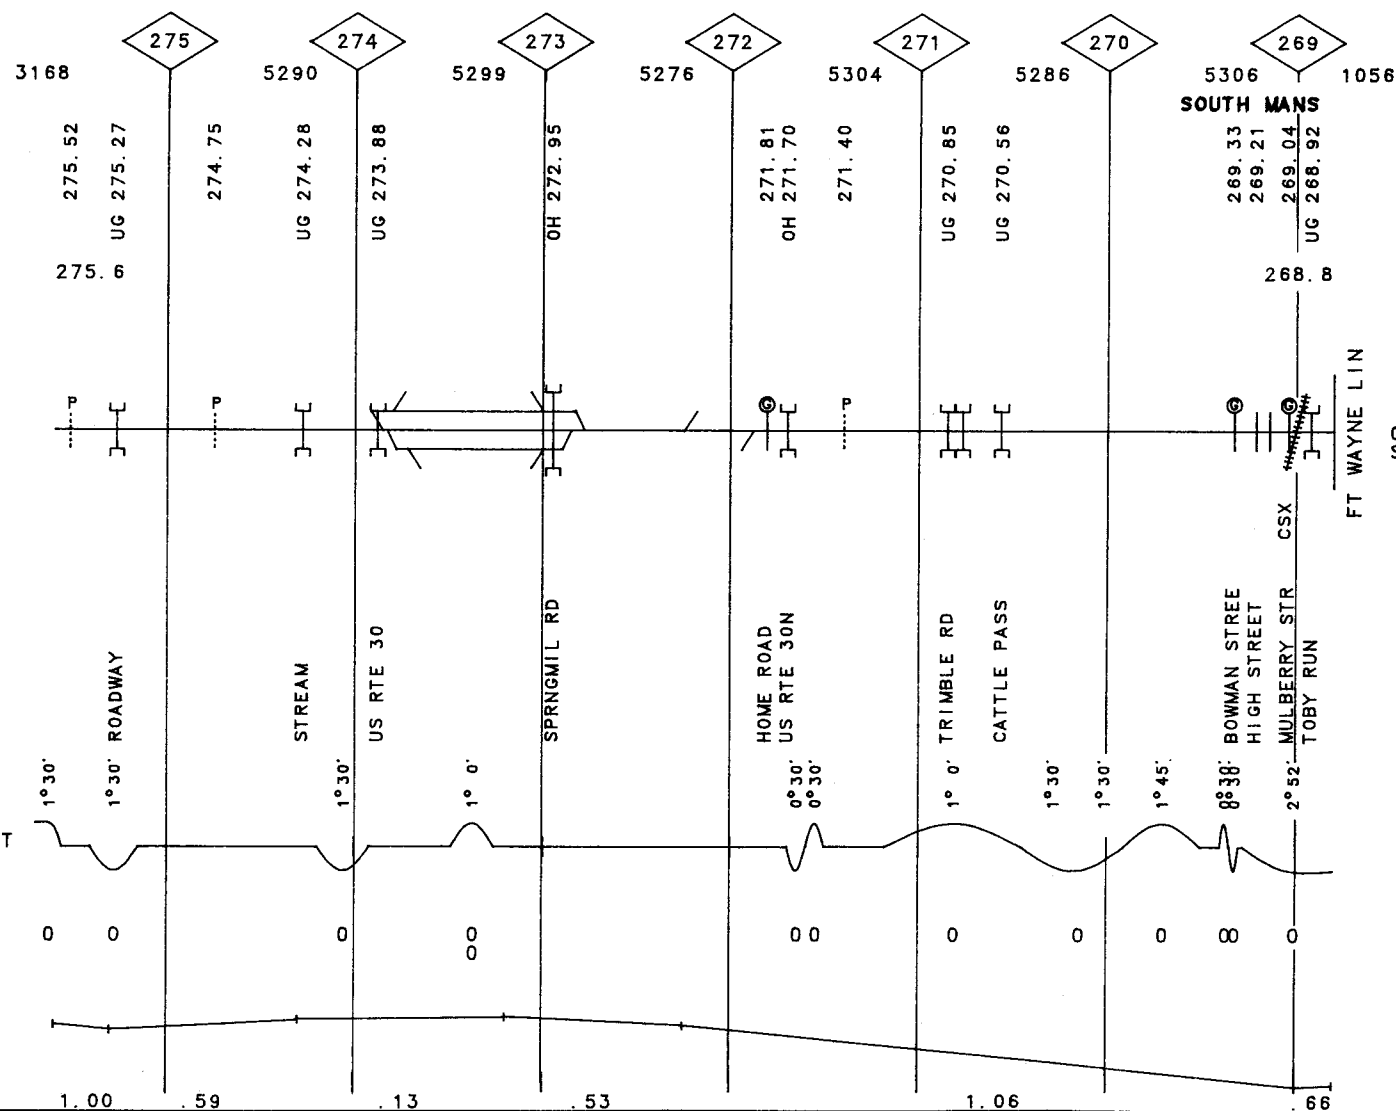 275 274 273 272 271 270 269
3168 5290 5299 5276 5304 5286 5306 1056
SOUTH MANS
275.52
UG 275.27
274.75
UG 274.28
UG 273.88
OH 272.95
271.81
OH 271.70
271.40
UG 270.85
UG 270.56
269.33
269.21
269.04
UG 268.92
275.6 268.8
P P G P G G
FT WAYNE LIN
CSX
ROADWAY
STREAM
US RTE 30
SPRNGMIL RD
HOME ROAD
US RTE 30N
TRIMBLE RD
CATTLE PASS
BOWMAN STREE
HIGH STREET
MULBERRY STR
TOBY RUN
1°30' 1°30' 1°30' 1° 0' 0°30' 0°30' 1° 0' 1°30' 1°30' 1°45' 0°30' 2°52'
T
0 0 0 0 0 0 0 0 0 0 0 0
0
1.00 .59 .13 .53 1.06 .66